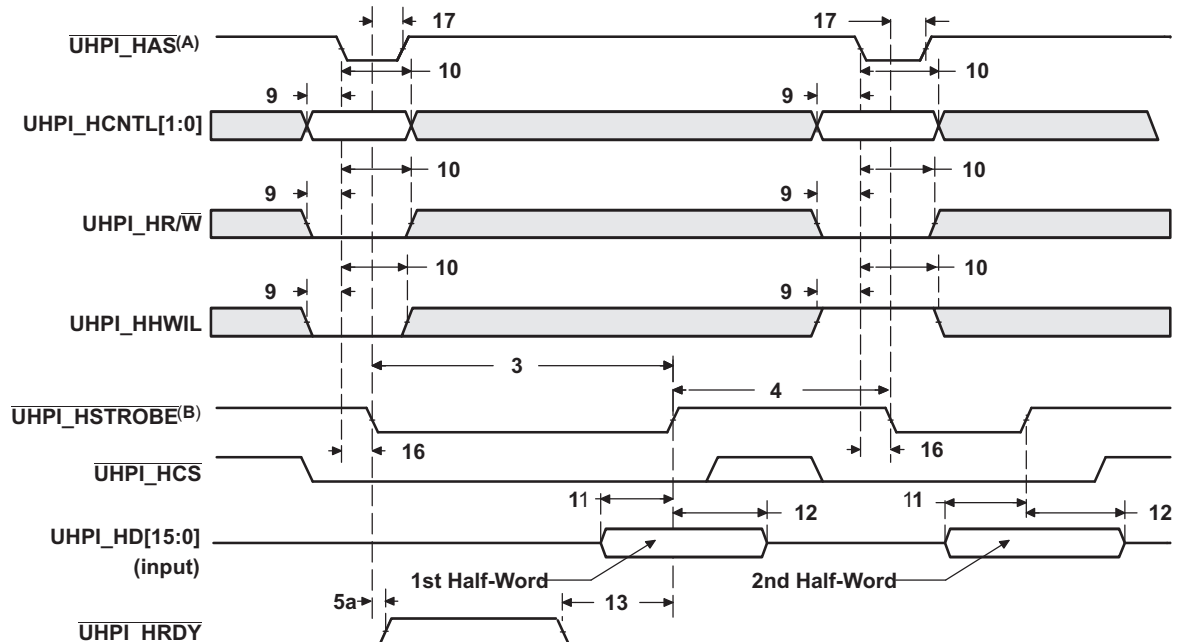 17 17
UHPI_HAS(A)
10 10
9 9
UHPI_HCNTL[1:0]
10 10
9 9
UHPI_HR/W
10 10
9 9
UHPI_HHWIL
3
4
UHPI_HSTROBE(B)
16 16
UHPI_HCS
11 11
12 12
UHPI_HD[15:0]
(input)
1st Half-Word 2nd Half-Word
5a 13
UHPI_HRDY